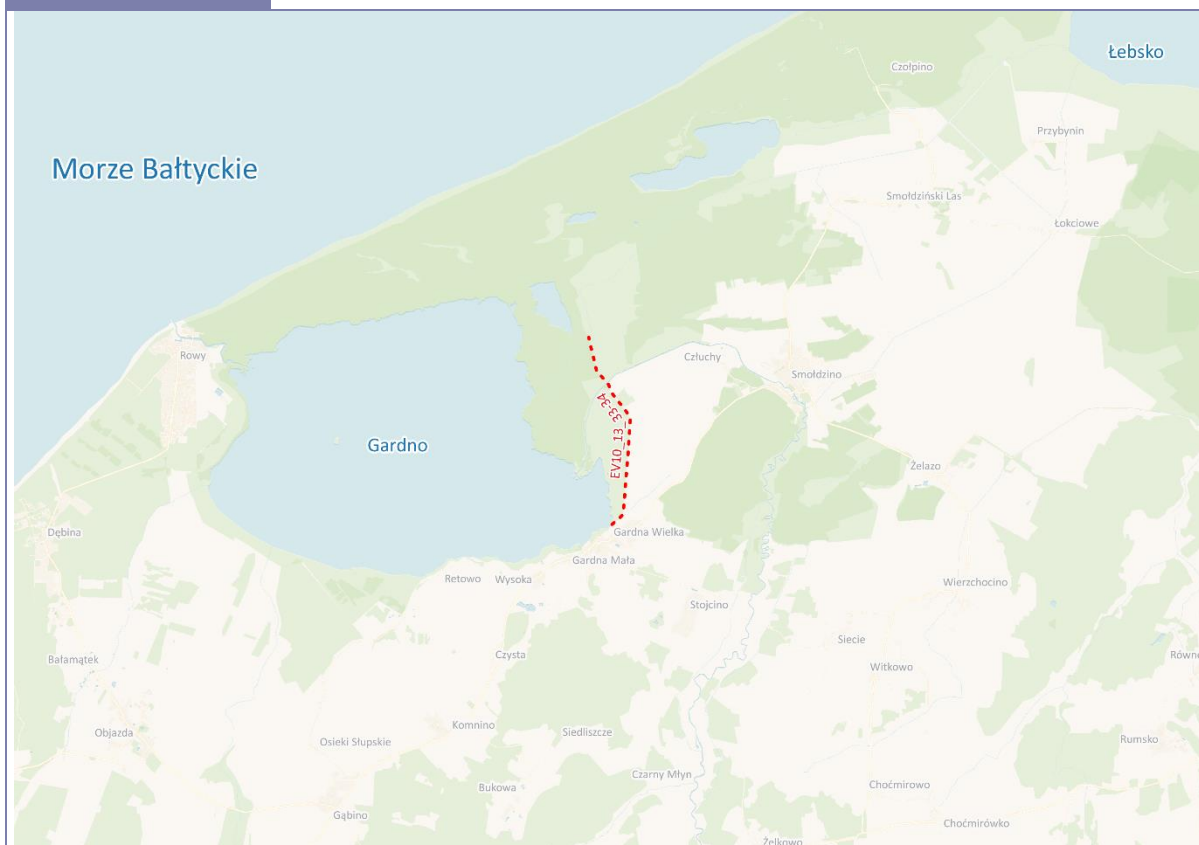 Łebsko
Czołpino
Przybynin
Morze Bałtyckie
Smołdziński Las
Łokciowe
Rowy
Człuchy
Smołdzino
EV10_13_33-34
Gardno
Żelazo
Dębina
Gardna Wielka
Gardna Mała
Retowo
Wysoka
Wierzchocino
Stojcino
Siecie
Bałamątek
Czysta
Równe
Witkowo
Komnino
Objazda
Siedliszcze
Osieki Słupskie
Rumsko
Czarny Młyn
Bukowa
Choćmirowo
Gąbino
Choćmirówko
Żelkowo